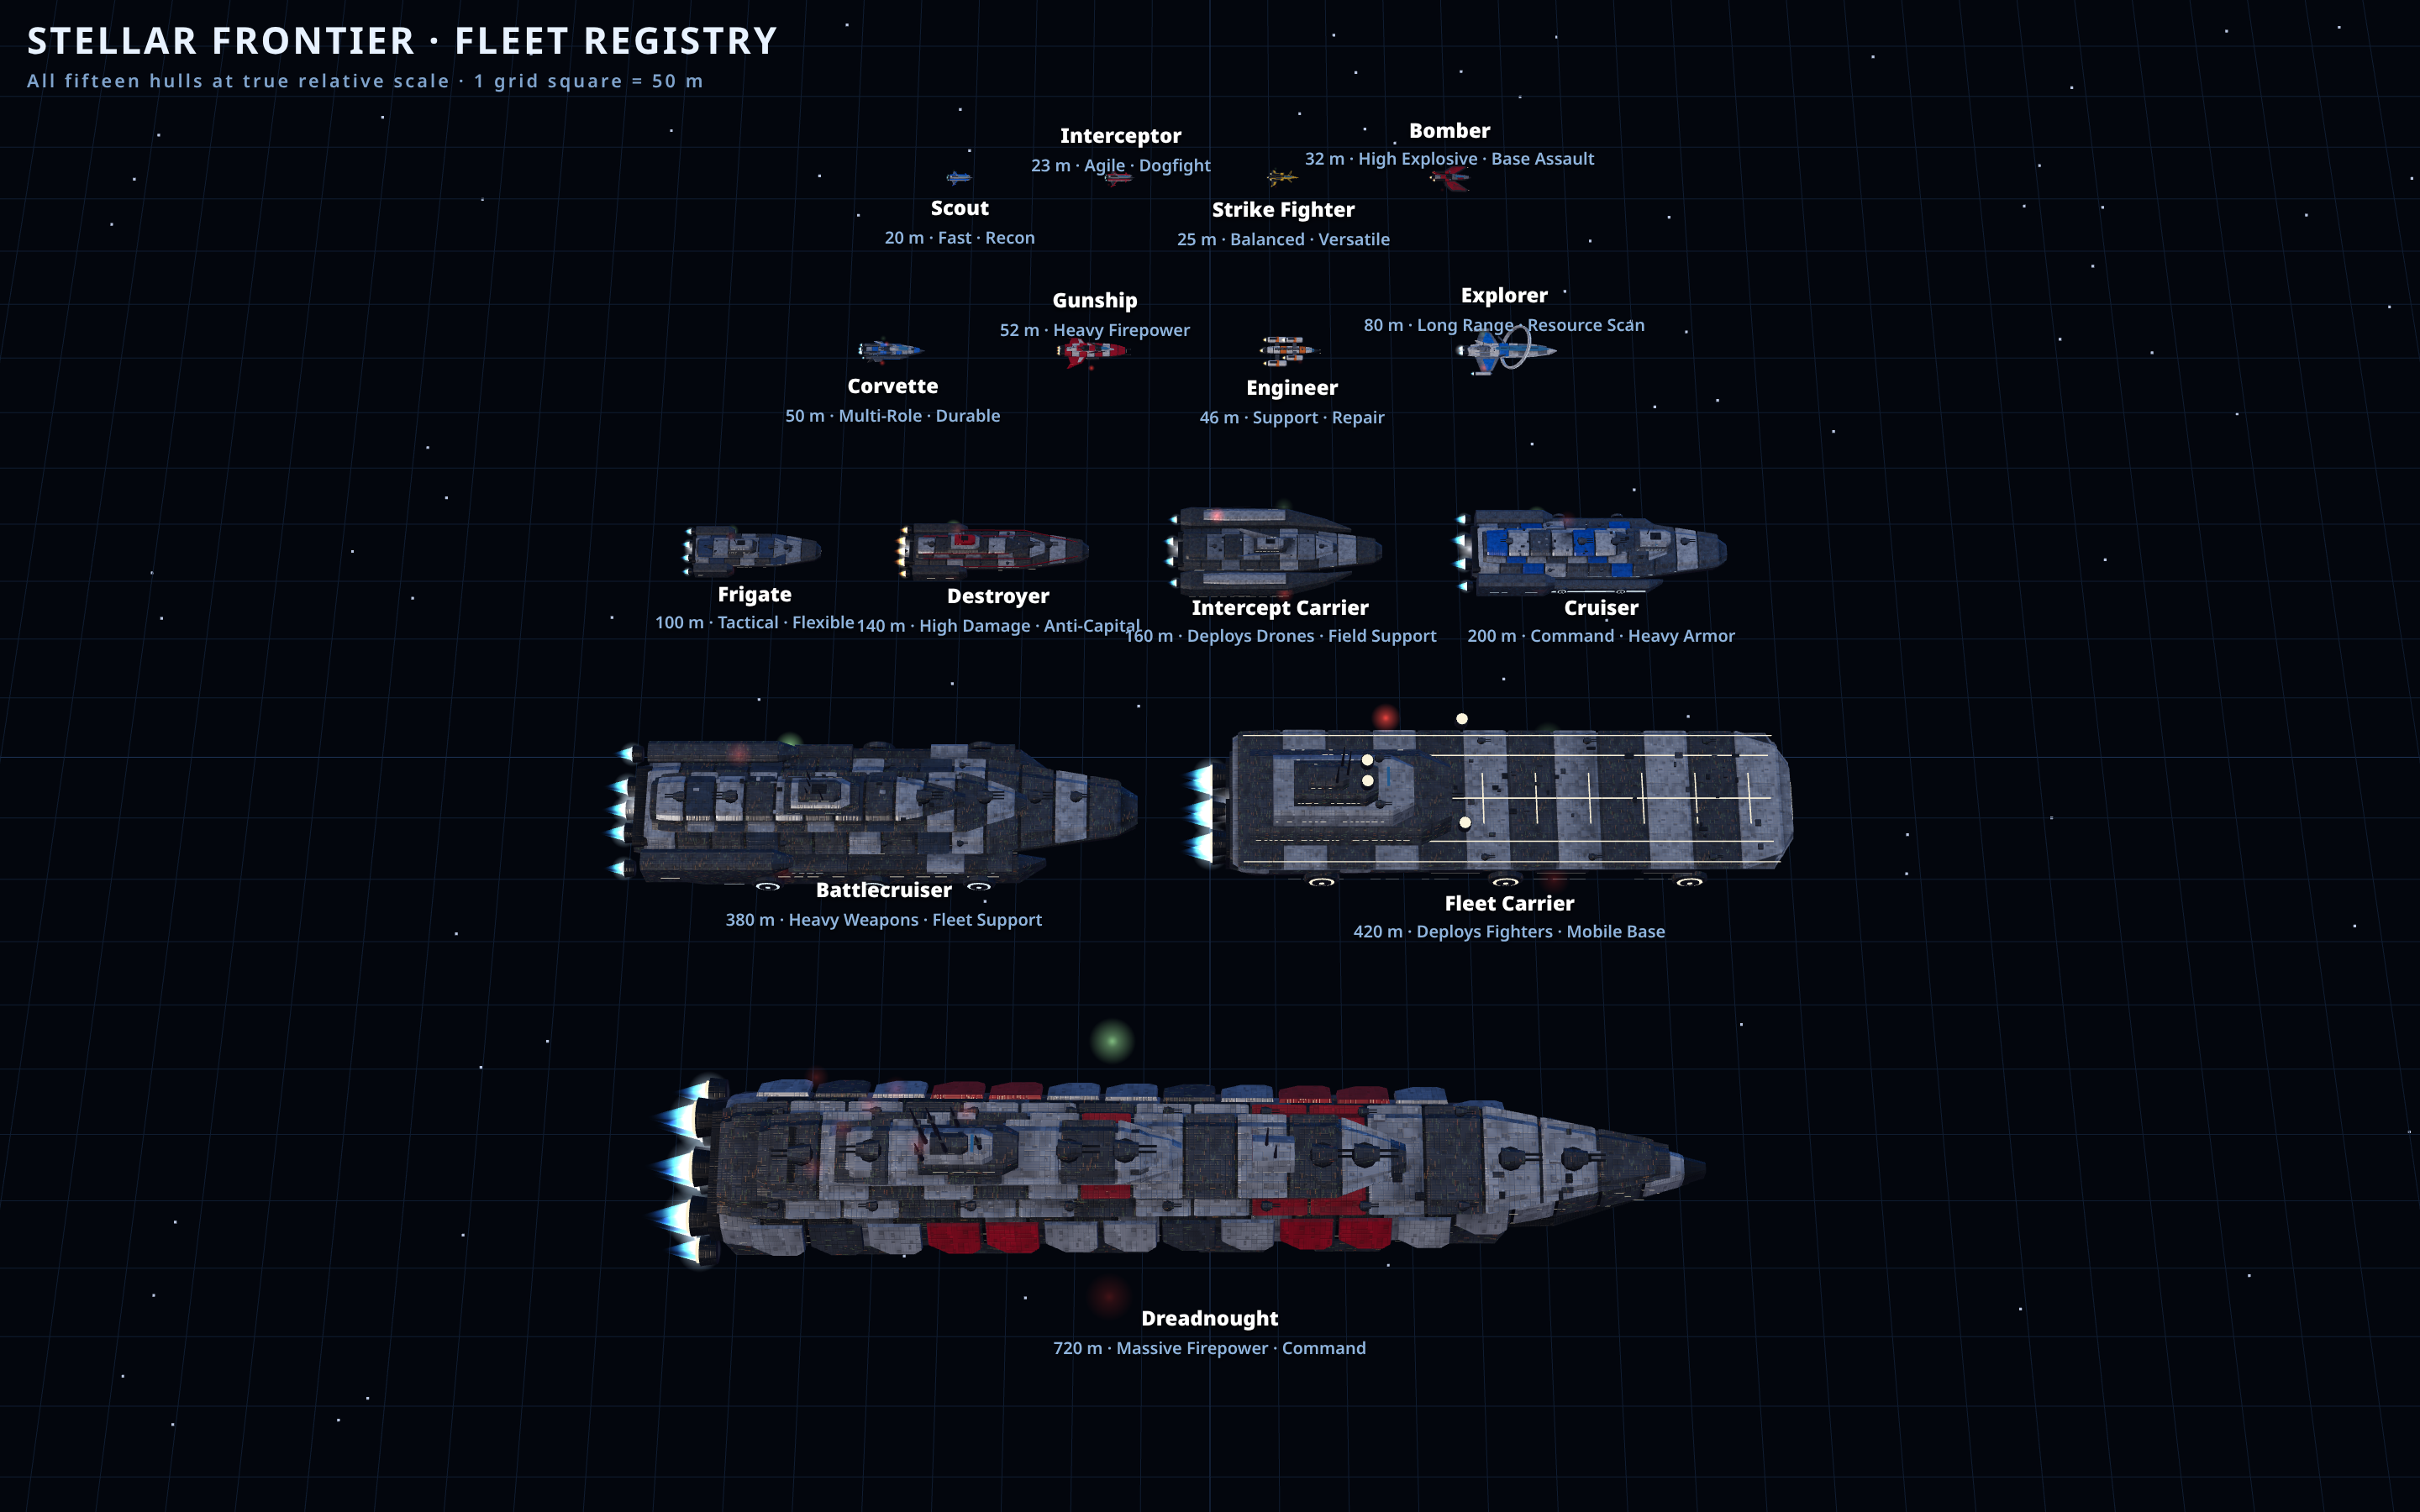 STELLAR FRONTIER · FLEET REGISTRY
All fifteen hulls at true relative scale · 1 grid square = 50 m
Interceptor
23 m · Agile · Dogfight
Bomber
32 m · High Explosive · Base Assault
Scout
20 m · Fast · Recon
Strike Fighter
25 m · Balanced · Versatile
Gunship
52 m · Heavy Firepower
Explorer
80 m · Long Range · Resource Scan
Corvette
50 m · Multi-Role · Durable
Engineer
46 m · Support · Repair
Frigate
100 m · Tactical · Flexible
Destroyer
140 m · High Damage · Anti-Capital
Intercept Carrier
160 m · Deploys Drones · Field Support
Cruiser
200 m · Command · Heavy Armor
Battlecruiser
380 m · Heavy Weapons · Fleet Support
Fleet Carrier
420 m · Deploys Fighters · Mobile Base
Dreadnought
720 m · Massive Firepower · Command